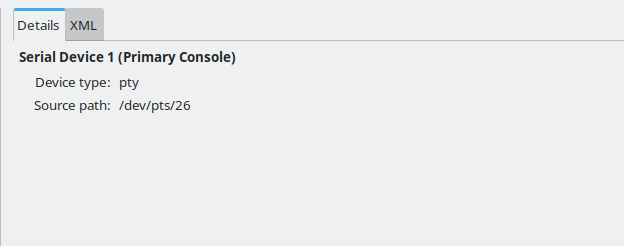 Details XML
Serial Device 1 (Primary Console)
Device type: pty
Source path: /dev/pts/26